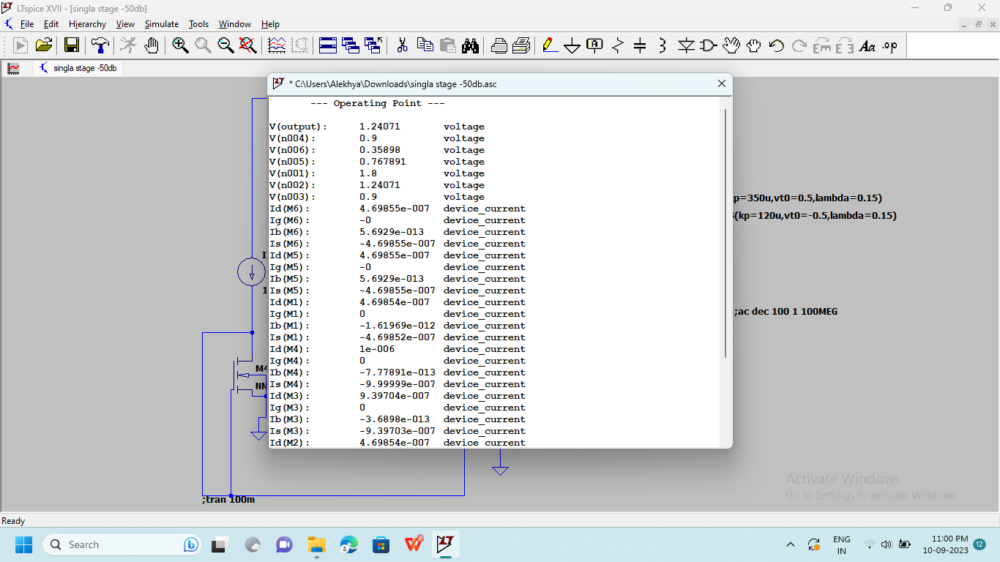 LTspice XVII - [singla stage -50db]
File Edit Hierarchy View Simulate Tools Window Help
singla stage -50db
* C:\Users\Alekhya\Downloads\singla stage -50db.asc
--- Operating Point ---
V(output): 1.24071 voltage
V(n004): 0.9 voltage
V(n006): 0.35898 voltage
V(n005): 0.767891 voltage
V(n001): 1.8 voltage
V(n002): 1.24071 voltage
V(n003): 0.9 voltage
Id(M6): 4.69855e-007 device_current
Ig(M6): -0 device_current
Ib(M6): 5.6929e-013 device_current
Is(M6): -4.69855e-007 device_current
Id(M5): 4.69855e-007 device_current
Ig(M5): -0 device_current
Ib(M5): 5.6929e-013 device_current
Is(M5): -4.69855e-007 device_current
Id(M1): 4.69854e-007 device_current
Ig(M1): 0 device_current
Ib(M1): -1.61969e-012 device_current
Is(M1): -4.69852e-007 device_current
Id(M4): 1e-006 device_current
Ig(M4): 0 device_current
Ib(M4): -7.77891e-013 device_current
Is(M4): -9.99999e-007 device_current
Id(M3): 9.39704e-007 device_current
Ig(M3): 0 device_current
Ib(M3): -3.6898e-013 device_current
Is(M3): -9.39703e-007 device_current
Id(M2): 4.69854e-007 device_current
p=350u,vt0=0.5,lambda=0.15)
(kp=120u,vt0=-0.5,lambda=0.15)
;ac dec 100 1 100MEG
M4
NM
;tran 100m
Activate Windows
Go to Settings to activate Windows.
Ready
Search
ENG
IN
11:00 PM
10-09-2023
12